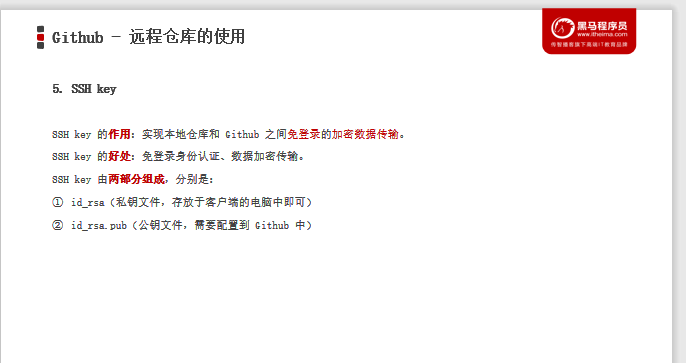 Github - 远程仓库的使用
黑马程序员
www.itheima.com
传智播客旗下高端IT教育品牌
5. SSH key
SSH key 的作用：实现本地仓库和 Github 之间免登录的加密数据传输。
SSH key 的好处：免登录身份认证、数据加密传输。
SSH key 由两部分组成，分别是：
① id_rsa（私钥文件，存放于客户端的电脑中即可）
② id_rsa.pub（公钥文件，需要配置到 Github 中）